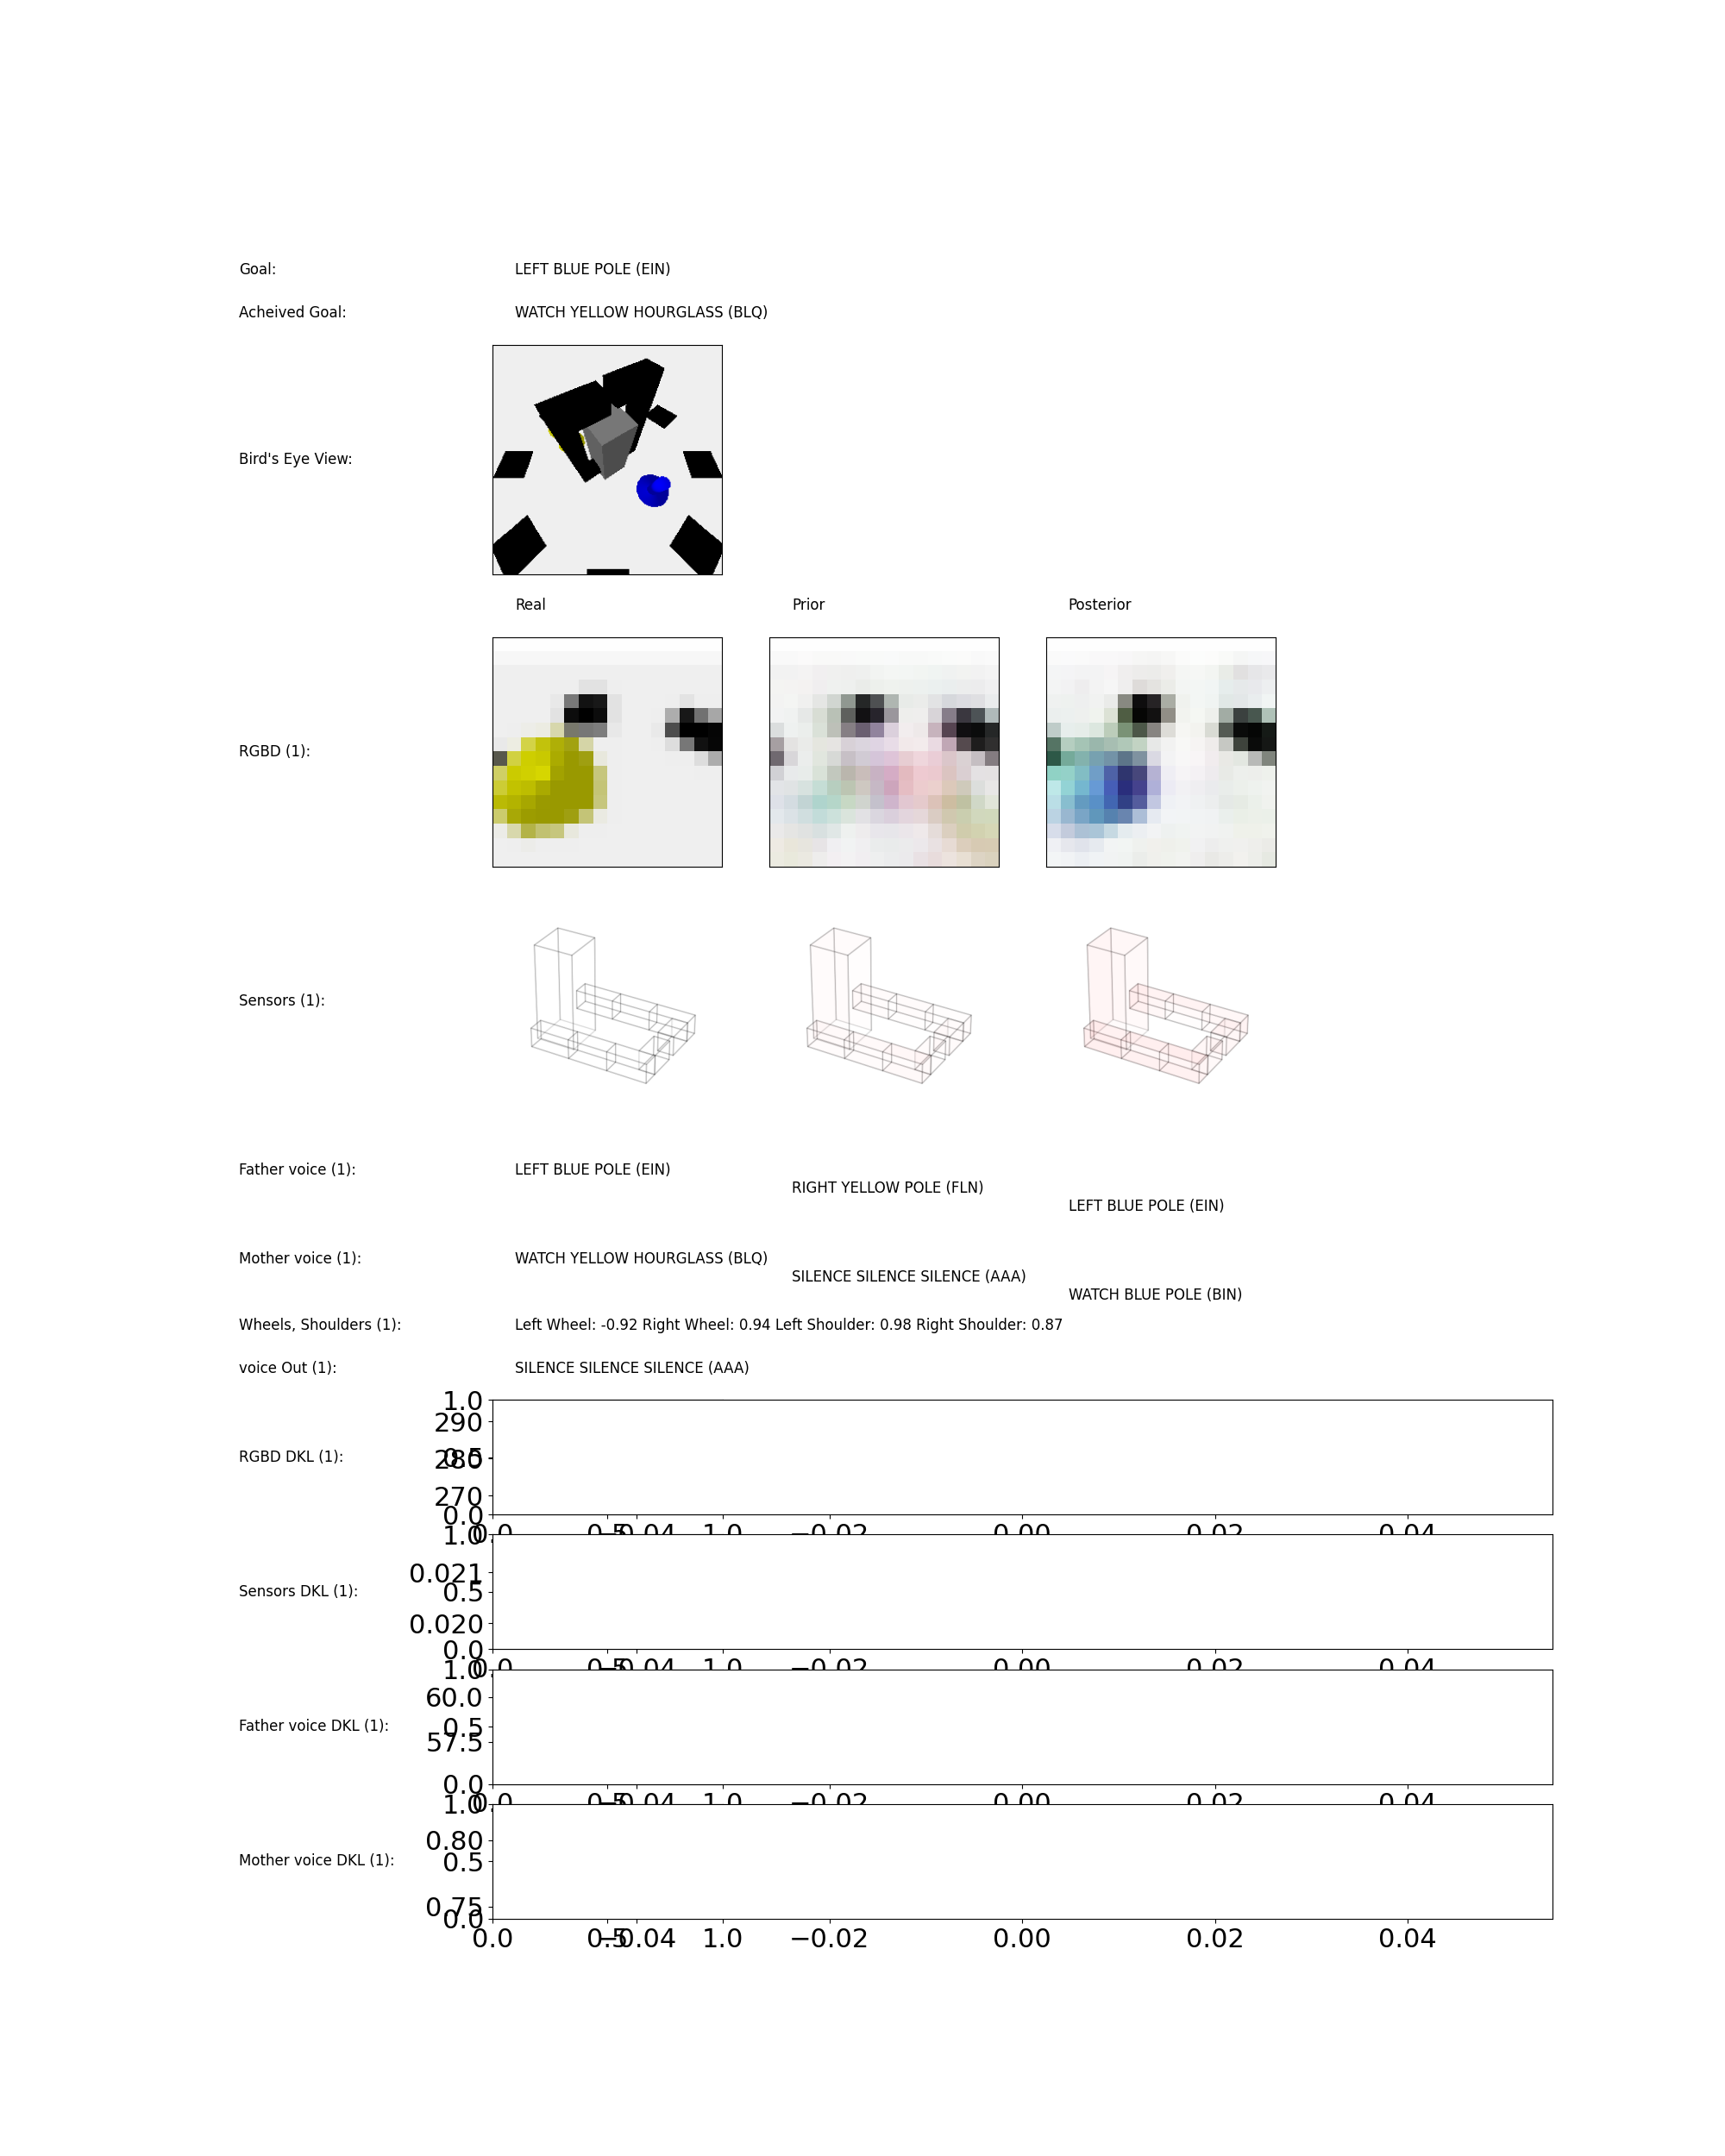 Goal: LEFT BLUE POLE (EIN)
Acheived Goal: WATCH YELLOW HOURGLASS (BLQ)
Bird's Eye View:
Real Prior Posterior
RGBD (1):
Sensors (1):
Father voice (1): LEFT BLUE POLE (EIN)
RIGHT YELLOW POLE (FLN)
LEFT BLUE POLE (EIN)
Mother voice (1): WATCH YELLOW HOURGLASS (BLQ)
SILENCE SILENCE SILENCE (AAA)
WATCH BLUE POLE (BIN)
Wheels, Shoulders (1): Left Wheel: -0.92 Right Wheel: 0.94 Left Shoulder: 0.98 Right Shoulder: 0.87
voice Out (1): SILENCE SILENCE SILENCE (AAA)
1.0
290
RGBD DKL (1): 280 0.5
270
0.0
0.0 0.5 −0.04 1.0 −0.02 0.00 0.02 0.04
1.0
0.021
Sensors DKL (1): 0.5
0.020
0.0
0.0 0.5 −0.04 1.0 −0.02 0.00 0.02 0.04
1.0
60.0
Father voice DKL (1): 0.5
57.5
0.0
0.0 0.5 −0.04 1.0 −0.02 0.00 0.02 0.04
1.0
0.80
Mother voice DKL (1): 0.5
0.75
0.0
0.0 0.5 −0.04 1.0 −0.02 0.00 0.02 0.04